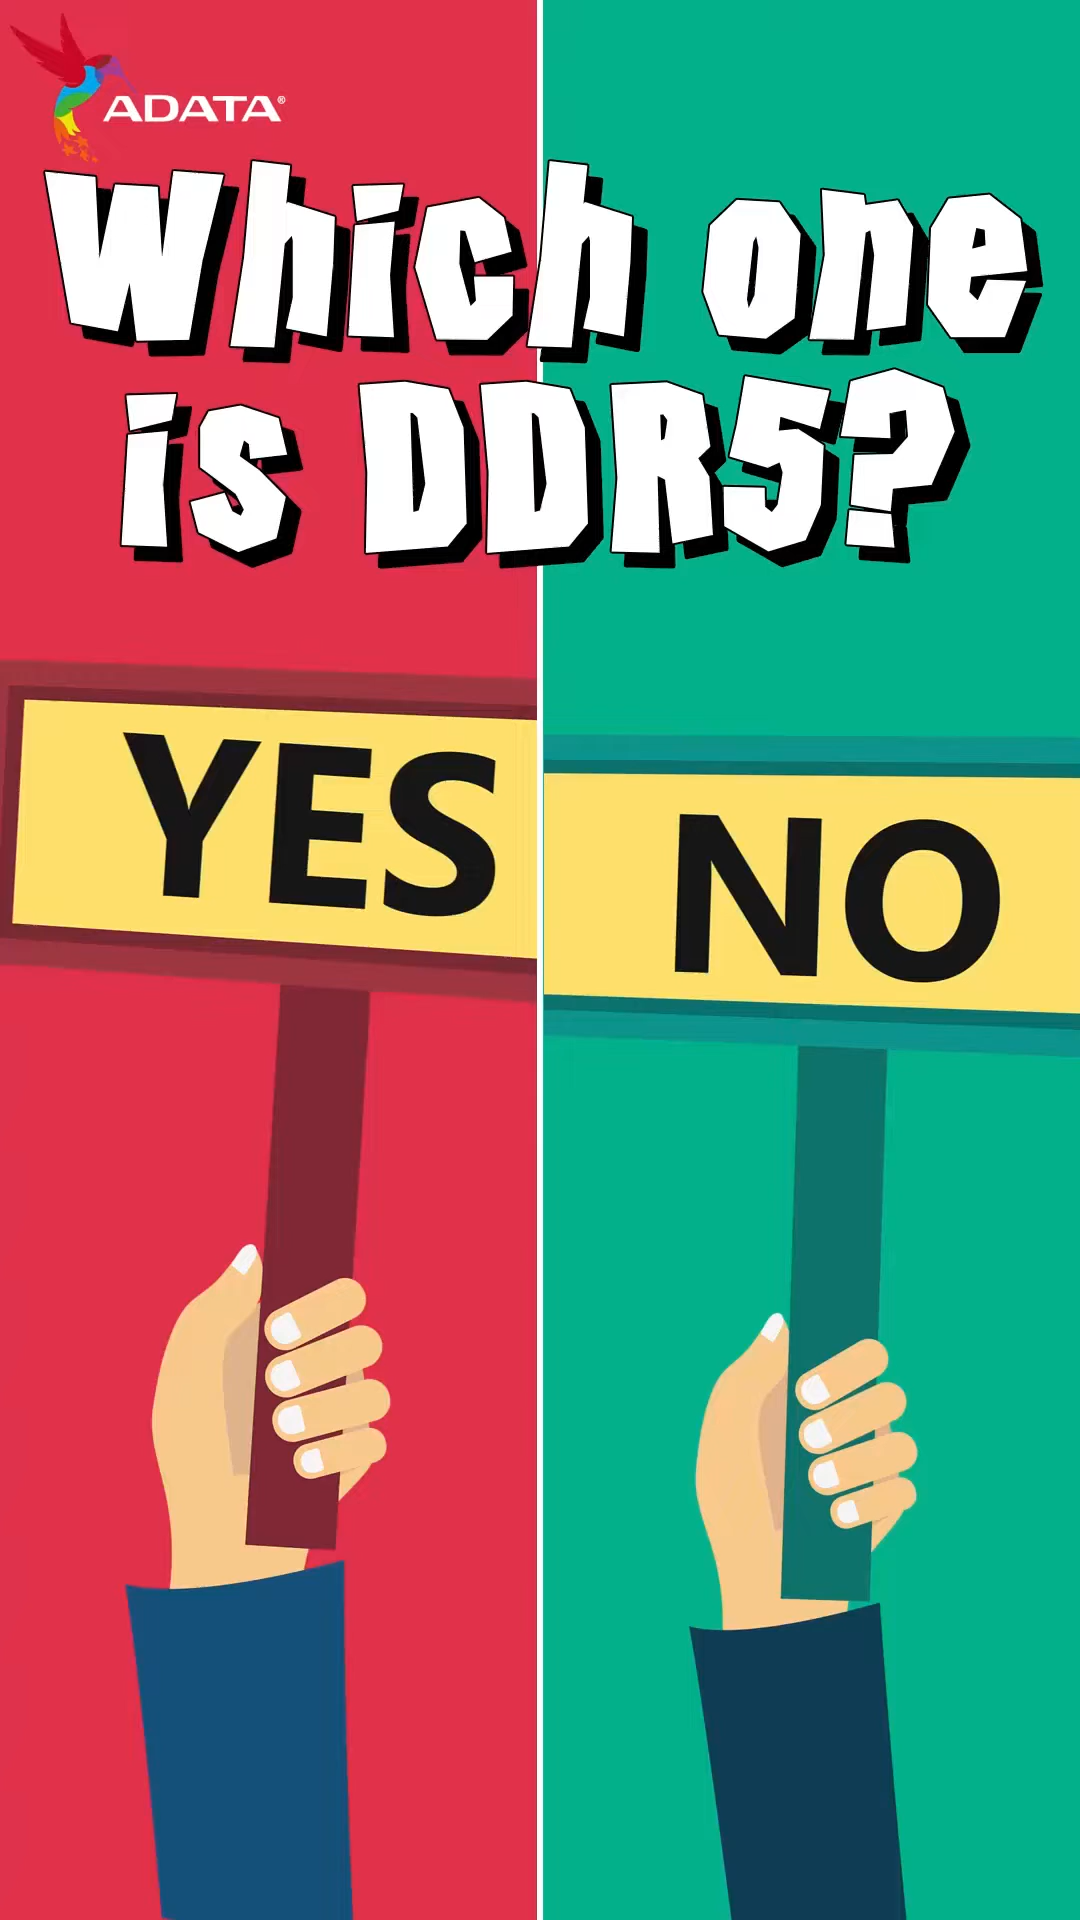 ADATA®
Which one
is DDR5?
YES
NO